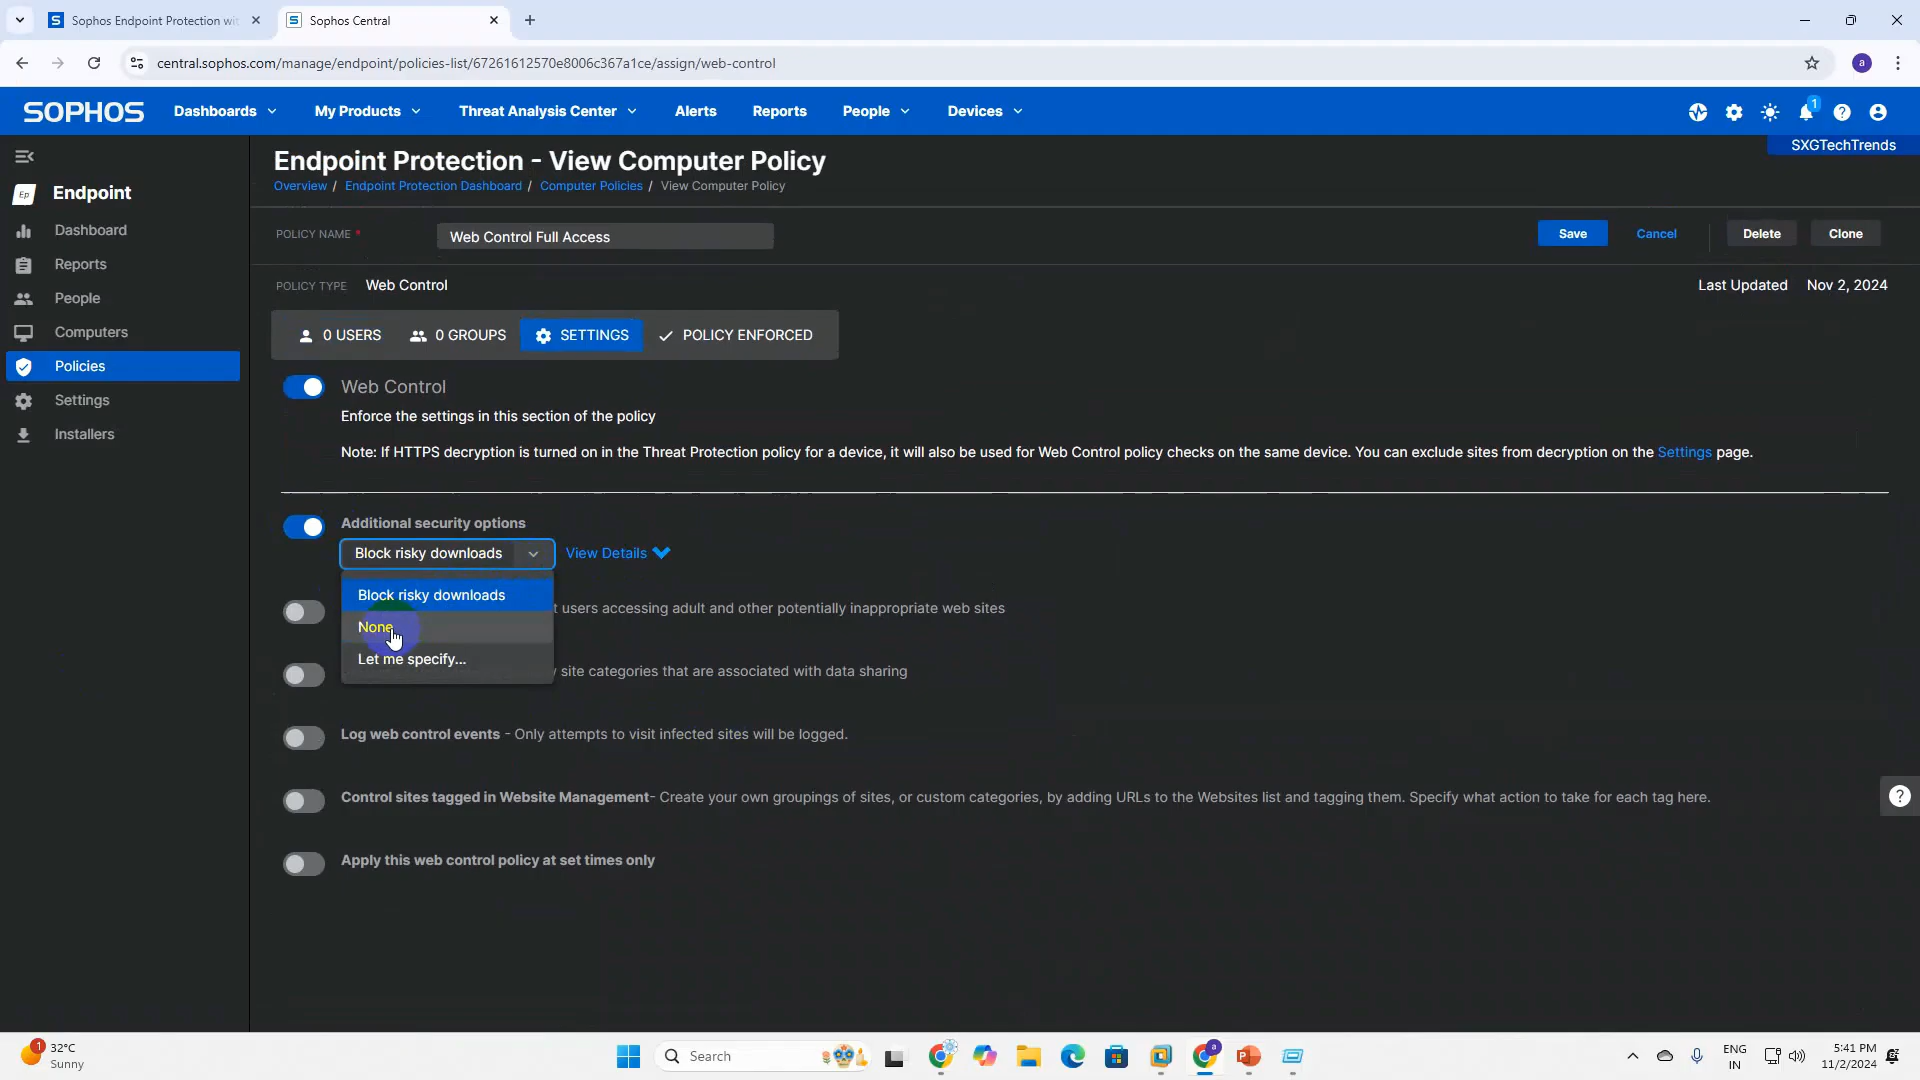 Sophos Endpoint Protection wit
Sophos Central
central.sophos.com/manage/endpoint/policies-list/67261612570e8006c367a1ce/assign/web-control
a
SOPHOS
Dashboards
My Products
Threat Analysis Center
Alerts
Reports
People
Devices
1
SXGTechTrends
Ep
Endpoint
Dashboard
Reports
People
Computers
Policies
Settings
Installers
Endpoint Protection - View Computer Policy
Overview / Endpoint Protection Dashboard / Computer Policies / View Computer Policy
POLICY NAME *
Web Control Full Access
Save
Cancel
Delete
Clone
POLICY TYPE Web Control
Last Updated Nov 2, 2024
0 USERS
0 GROUPS
SETTINGS
POLICY ENFORCED
Web Control
Enforce the settings in this section of the policy
Note: If HTTPS decryption is turned on in the Threat Protection policy for a device, it will also be used for Web Control policy checks on the same device. You can exclude sites from decryption on the Settings page.
Additional security options
Block risky downloads
View Details
Block risky downloads
None
Let me specify...
users accessing adult and other potentially inappropriate web sites
site categories that are associated with data sharing
Log web control events - Only attempts to visit infected sites will be logged.
Control sites tagged in Website Management- Create your own groupings of sites, or custom categories, by adding URLs to the Websites list and tagging them. Specify what action to take for each tag here.
Apply this web control policy at set times only
1
32°C
Sunny
Search
ENG
IN
5:41 PM
11/2/2024